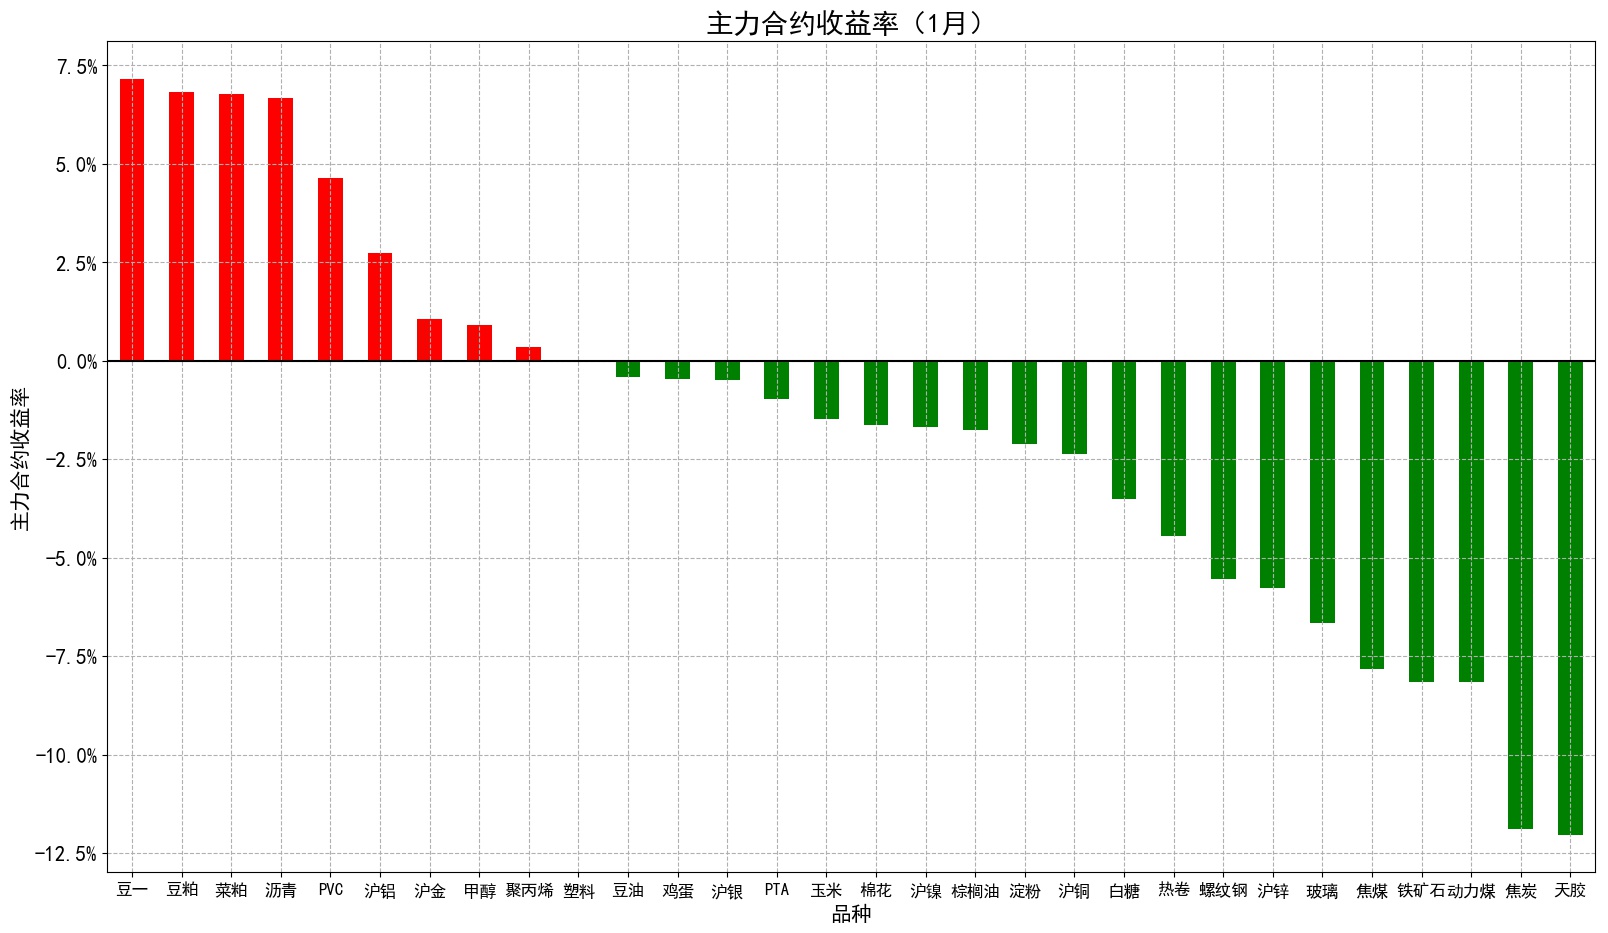 主力合约收益率（1月）
主力合约收益率
7.5%
5.0%
2.5%
0.0%
−2.5%
−5.0%
−7.5%
−10.0%
−12.5%
豆一 豆粕 菜粕 沥青 PVC 沪铝 沪金 甲醇 聚丙烯 塑料 豆油 鸡蛋 沪银 PTA 玉米 棉花 沪镍 棕榈油 淀粉 沪铜 白糖 热卷 螺纹钢 沪锌 玻璃 焦煤 铁矿石 动力煤 焦炭 天胶
品种